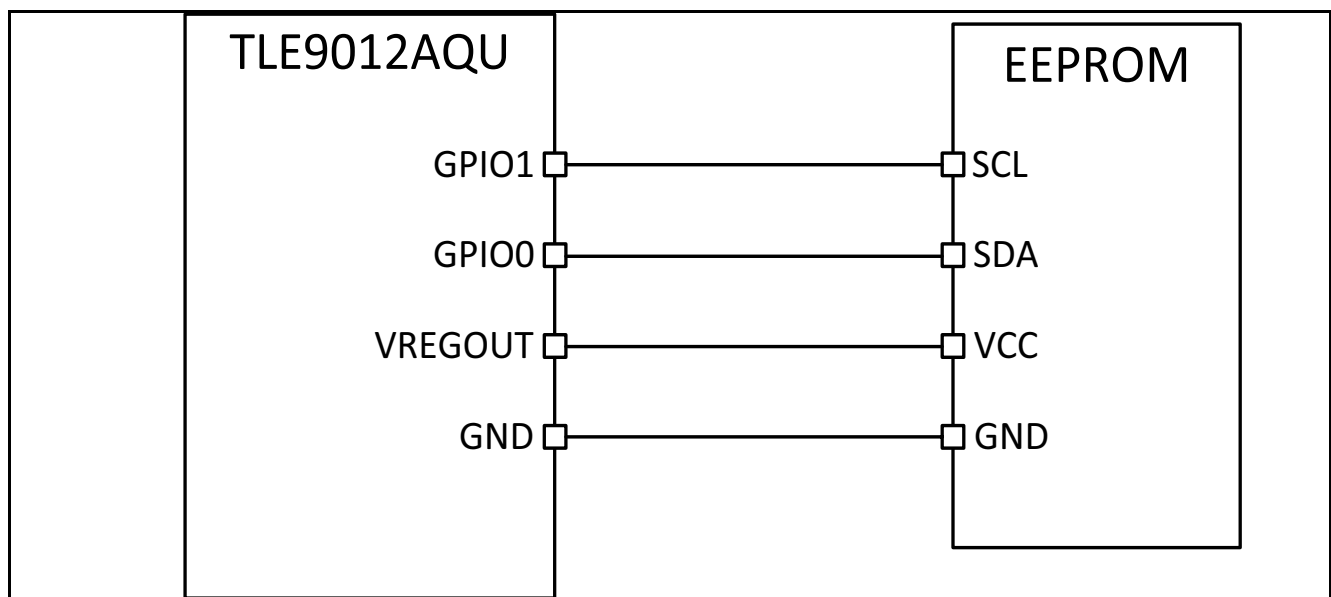 TLE9012AQU
EEPROM
GPIO1
SCL
GPIO0
SDA
VREGOUT
VCC
GND
GND